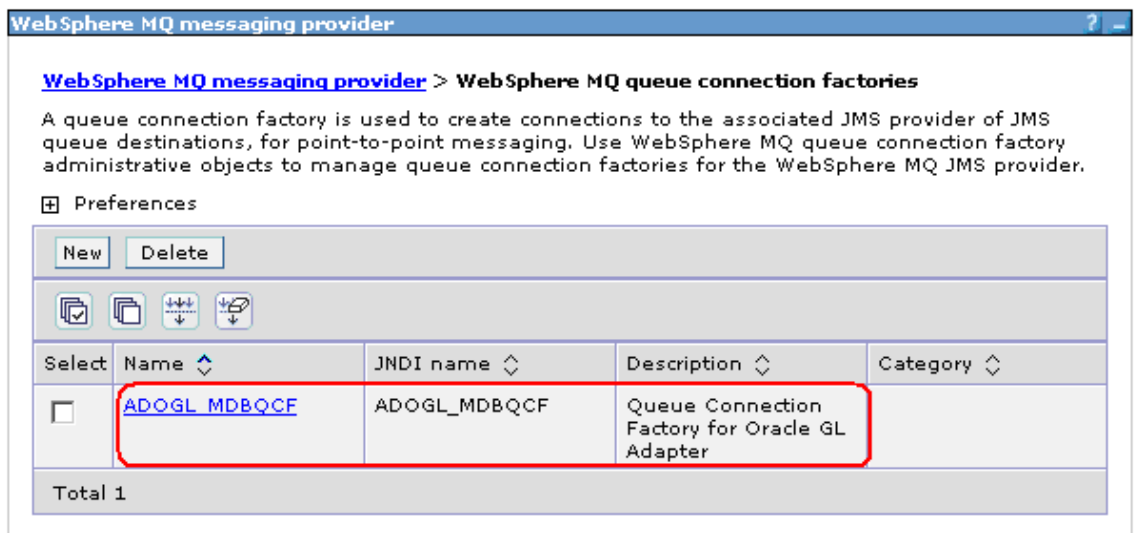 WebSphere MQ messaging provider ? _
WebSphere MQ messaging provider > WebSphere MQ queue connection factories
A queue connection factory is used to create connections to the associated JMS provider of JMS
queue destinations, for point-to-point messaging. Use WebSphere MQ queue connection factory
administrative objects to manage queue connection factories for the WebSphere MQ JMS provider.
Preferences
New Delete
Select Name JNDI name Description Category
ADOGL_MDBQCF ADOGL_MDBQCF Queue Connection
Factory for Oracle GL
Adapter
Total 1